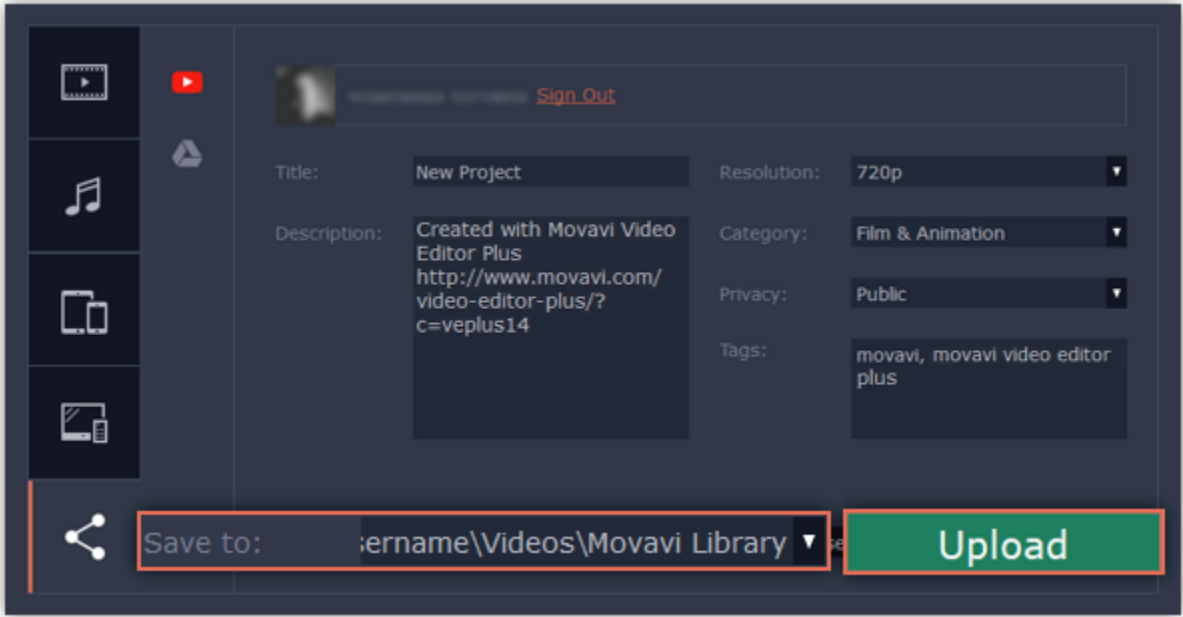 Sign Out
Title:
New Project
Resolution:
720p
Description:
Created with Movavi Video
Editor Plus
http://www.movavi.com/
video-editor-plus/?
c=veplus14
Category:
Film & Animation
Privacy:
Public
Tags:
movavi, movavi video editor
plus
Save to:
sername\Videos\Movavi Library
Upload